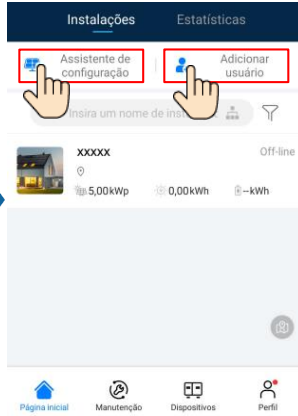 Instalações Estatísticas
Assistente de configuração
Adicionar usuário
Insira um nome de inst
XXXXX Off-line
5,00kWp 0,00kWh --kWh
Página inicial Manutenção Dispositivos Perfil